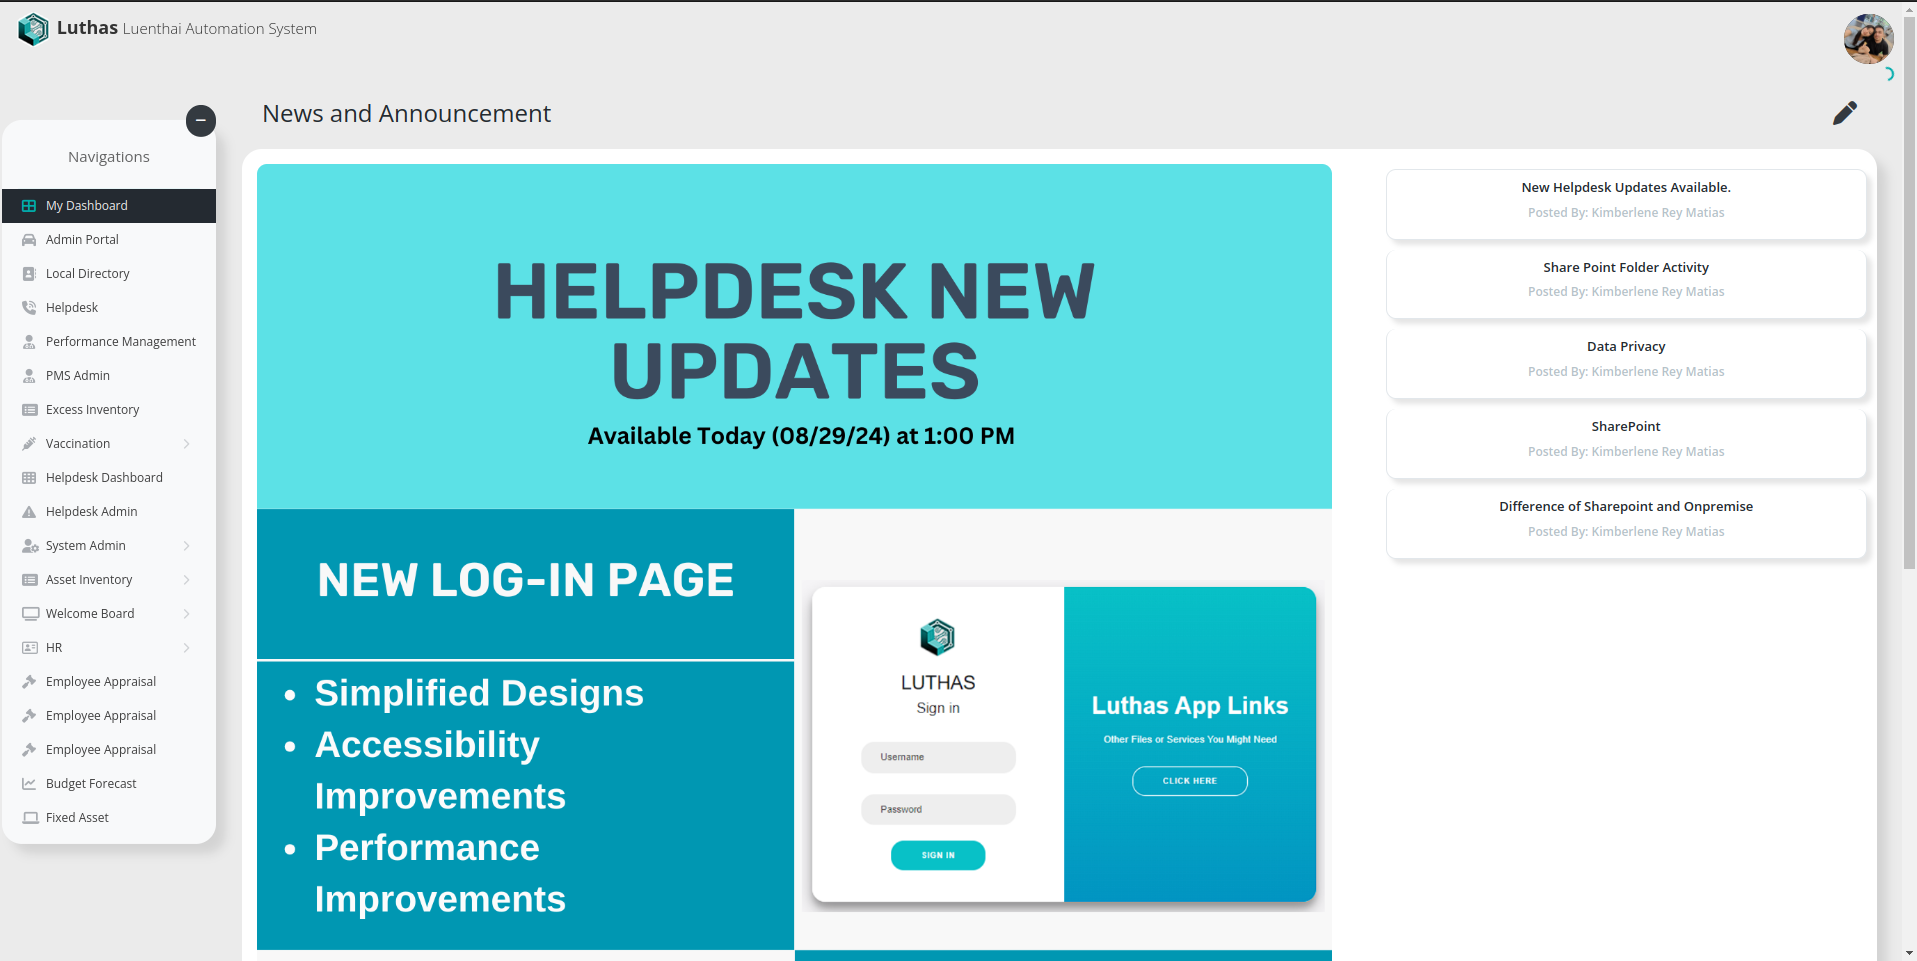 Luthas Luenthai Automation System
News and Announcement
Navigations
My Dashboard
Admin Portal
Local Directory
Helpdesk
Performance Management
PMS Admin
Excess Inventory
Vaccination
Helpdesk Dashboard
Helpdesk Admin
System Admin
Asset Inventory
Welcome Board
HR
Employee Appraisal
Employee Appraisal
Employee Appraisal
Budget Forecast
Fixed Asset
HELPDESK NEW
UPDATES
Available Today (08/29/24) at 1:00 PM
NEW LOG-IN PAGE
• Simplified Designs
• Accessibility
Improvements
• Performance
Improvements
LUTHAS
Sign in
Username
Password
SIGN IN
Luthas App Links
Other Files or Services You Might Need
CLICK HERE
New Helpdesk Updates Available.
Posted By: Kimberlene Rey Matias
Share Point Folder Activity
Posted By: Kimberlene Rey Matias
Data Privacy
Posted By: Kimberlene Rey Matias
SharePoint
Posted By: Kimberlene Rey Matias
Difference of Sharepoint and Onpremise
Posted By: Kimberlene Rey Matias